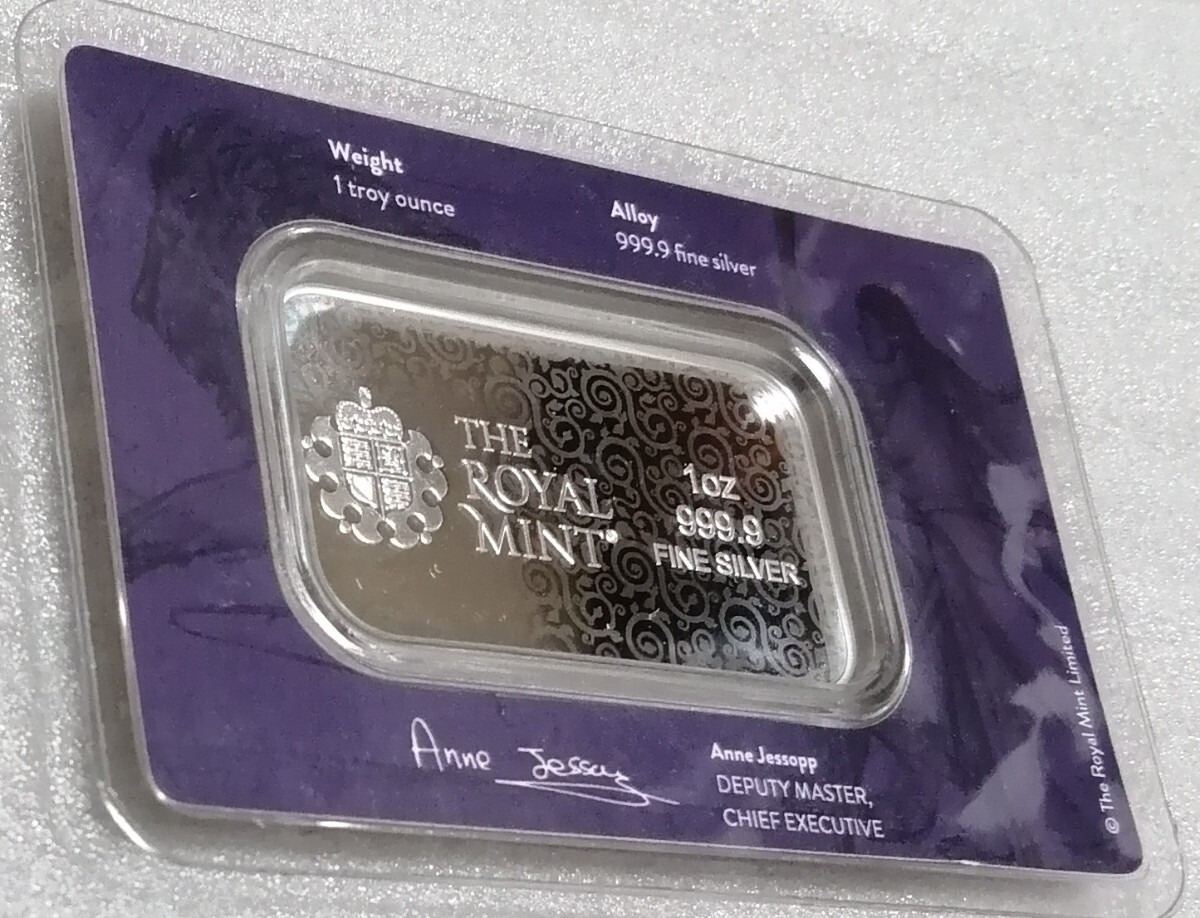 Weight
1 troy ounce
Alloy
999.9 fine silver
THE
ROYAL
MINT®
1oz
999.9
FINE SILVER
Anne Jessopp
Anne Jessopp
DEPUTY MASTER,
CHIEF EXECUTIVE
© The Royal Mint Limited